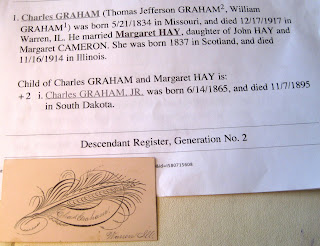 1. Charles GRAHAM (Thomas Jefferson GRAHAM², William
GRAHAM¹) was born 5/21/1834 in Missouri, and died 12/17/1917 in
Warren, IL. He married Margaret HAY, daughter of John HAY and
Margaret CAMERON. She was born 1837 in Scotland, and died
11/16/1914 in Illinois.
Child of Charles GRAHAM and Margaret HAY is:
+ 2 i. Charles GRAHAM, JR. was born 6/14/1865, and died 11/7/1895
in South Dakota.
Descendant Register, Generation No. 2
Charles Graham
Ill.